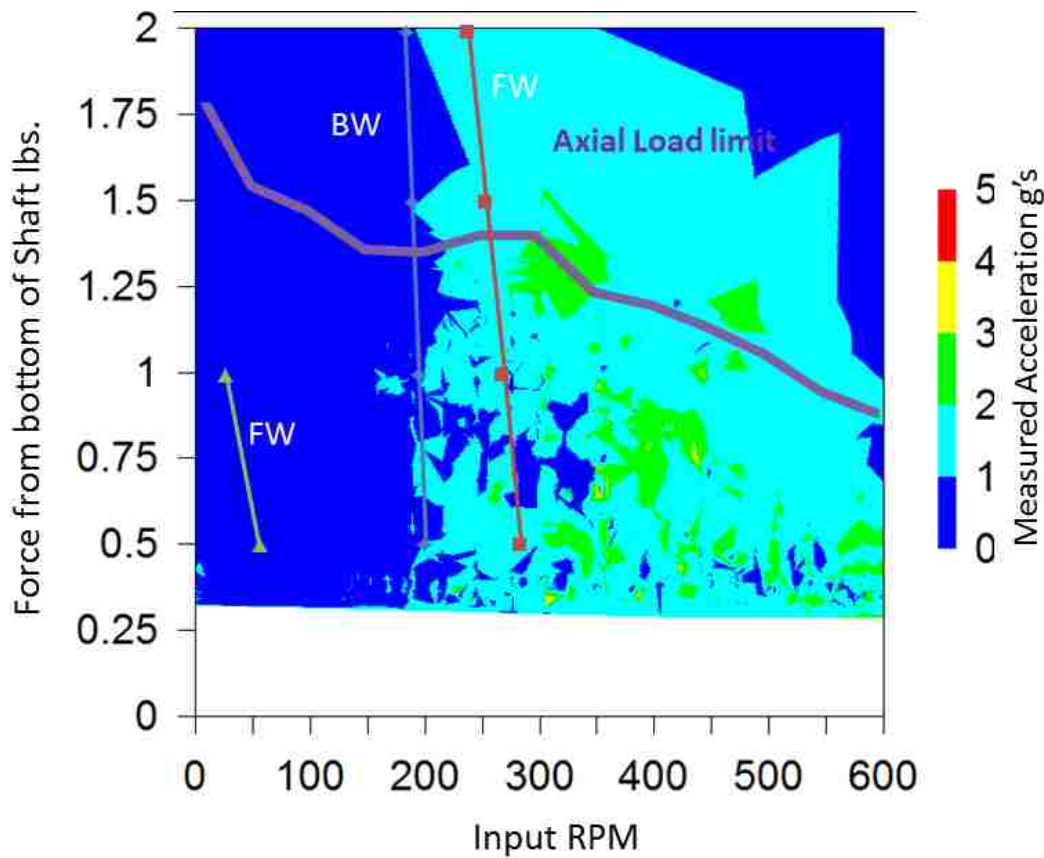 2
1.75
1.5
1.25
1
0.75
0.5
0.25
0
Force from bottom of Shaft lbs.
BW
FW
FW
Axial Load limit
0 100 200 300 400 500 600
Input RPM
5
4
3
2
1
0
Measured Acceleration g's